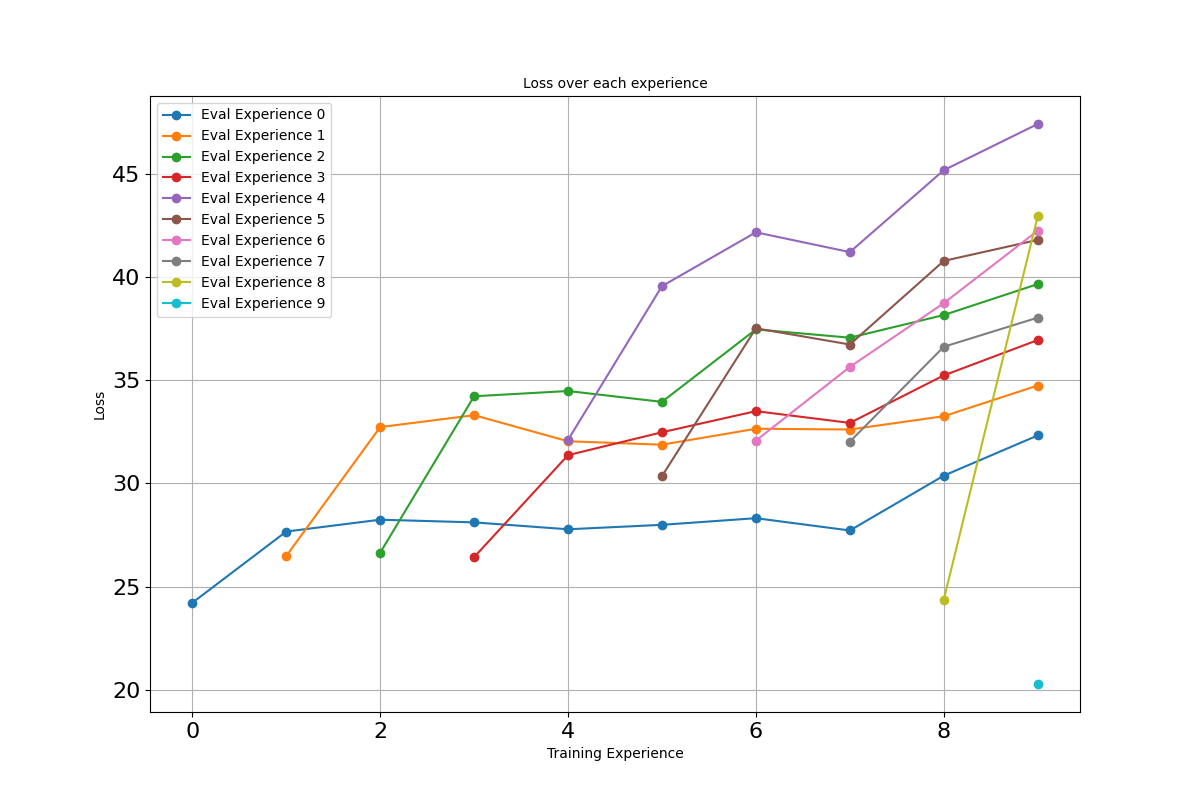 Loss over each experience
Eval Experience 0
Eval Experience 1
Eval Experience 2
Eval Experience 3
Eval Experience 4
Eval Experience 5
Eval Experience 6
Eval Experience 7
Eval Experience 8
Eval Experience 9
45
40
35
30
25
20
Loss
0 2 4 6 8
Training Experience